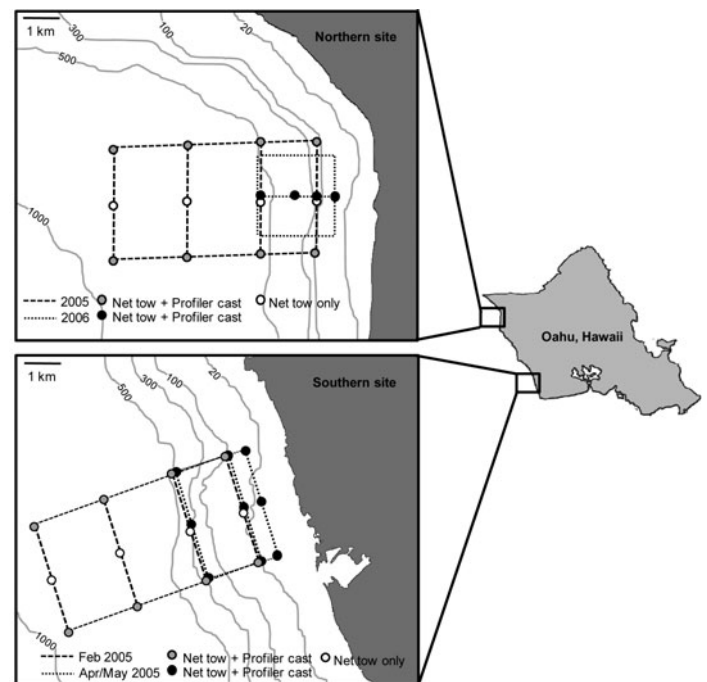 1 km
300
100
20
500
Northern site
1000
2005 Net tow + Profiler cast Net tow only
2006 Net tow + Profiler cast
Oahu, Hawaii
1 km
500
300
100
20
Southern site
1000
Feb 2005 Net tow + Profiler cast Net tow only
Apr/May 2005 Net tow + Profiler cast